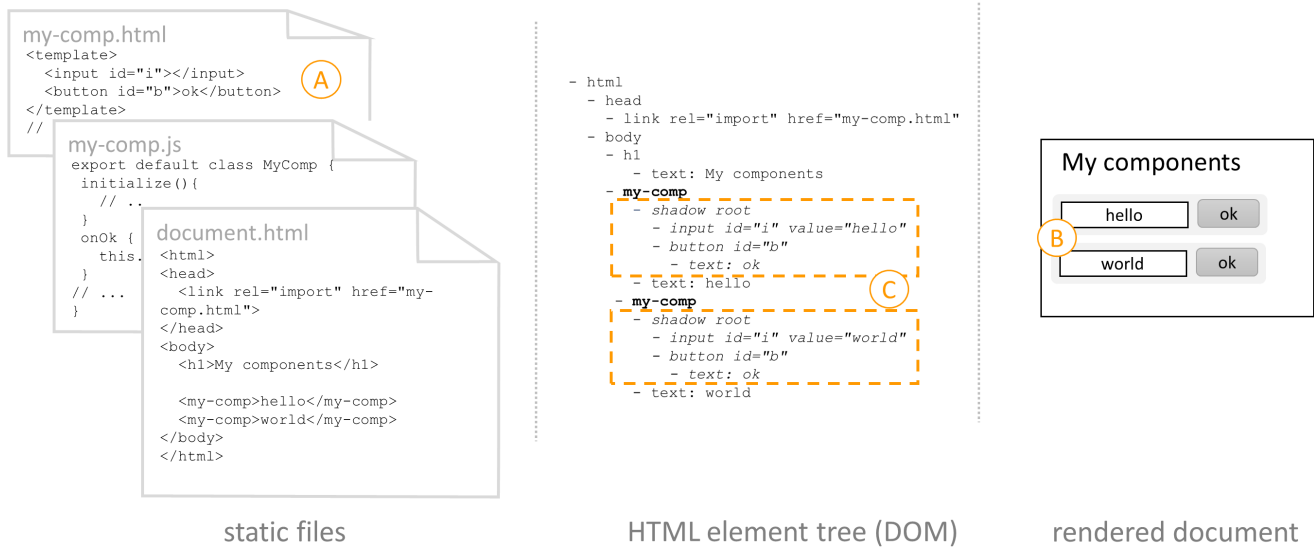 my-comp.html
<template>
  <input id="i"></input>
  <button id="b">ok</button>
</template>
//
A
my-comp.js
export default class MyComp {
 initialize(){
   // ..
 }
 onOk {
   this.
 }
// ...
}
document.html
<html>
<head>
  <link rel="import" href="my-
comp.html">
</head>
<body>
  <h1>My components</h1>
  <my-comp>hello</my-comp>
  <my-comp>world</my-comp>
</body>
</html>
static files
- html
  - head
    - link rel="import" href="my-comp.html"
  - body
    - h1
      - text: My components
    - my-comp
      - shadow root
        - input id="i" value="hello"
        - button id="b"
          - text: ok
      - text: hello
C
    - my-comp
      - shadow root
        - input id="i" value="world"
        - button id="b"
          - text: ok
      - text: world
HTML element tree (DOM)
My components
hello ok
B
world ok
rendered document